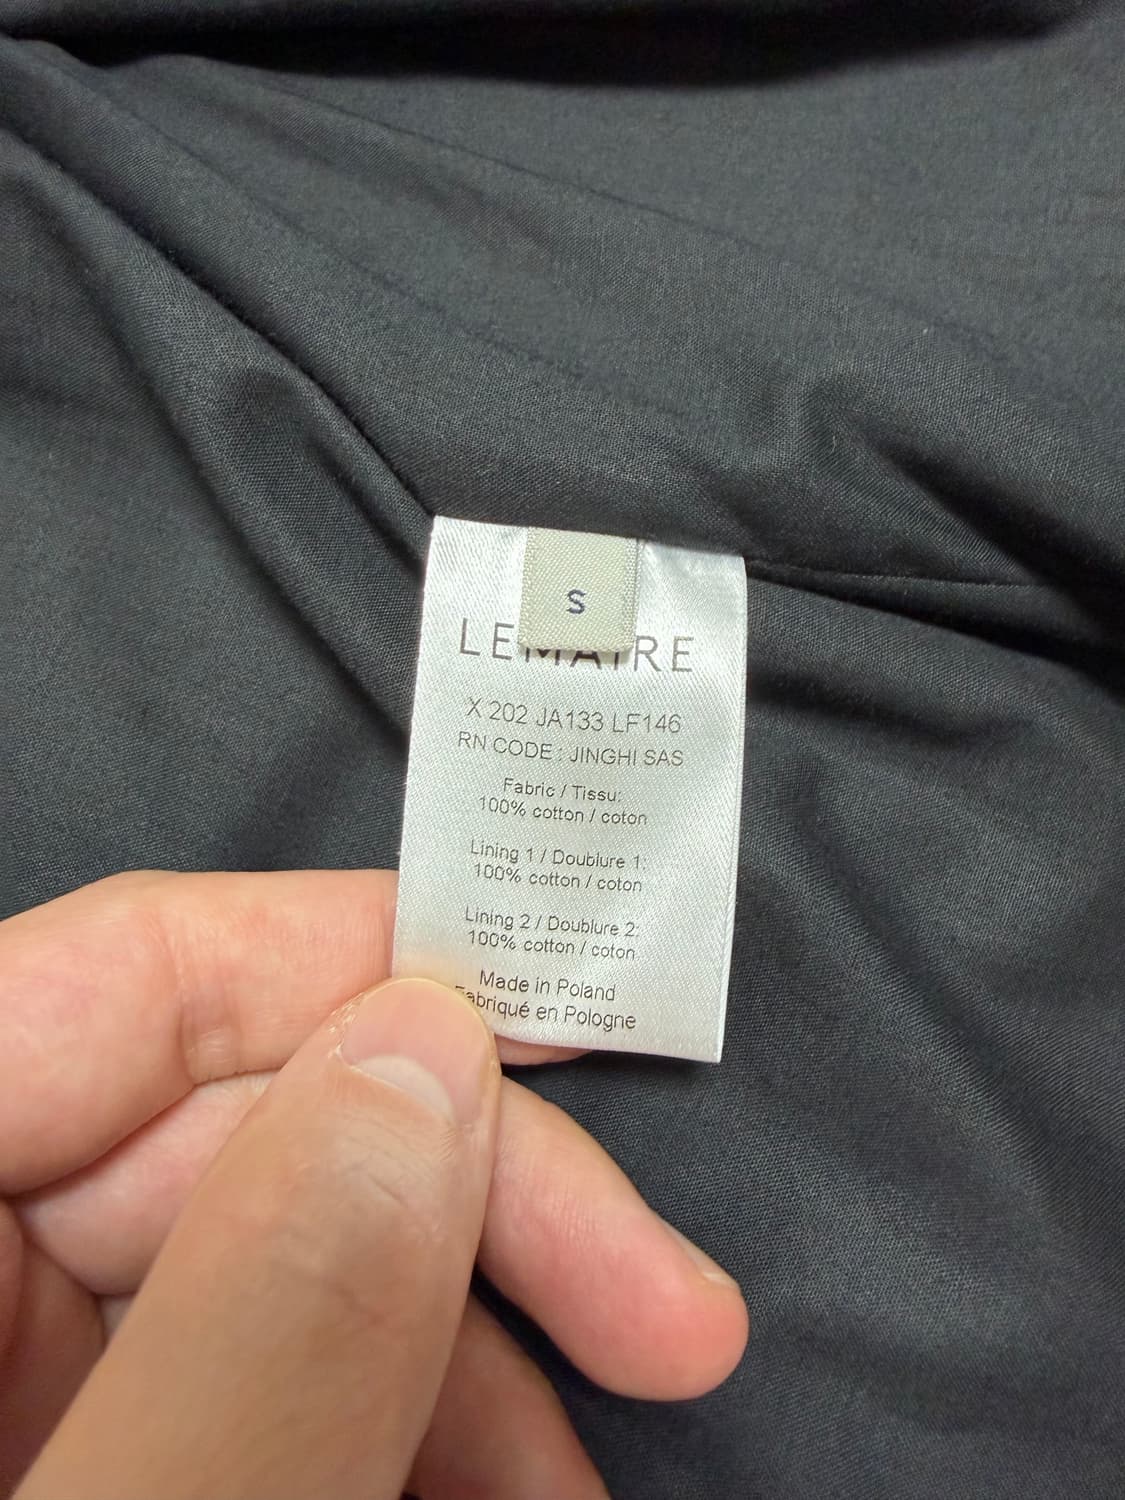 S
LEMAIRE
X 202 JA133 LF146
RN CODE : JINGHI SAS
Fabric / Tissu:
100% cotton / coton
Lining 1 / Doublure 1:
100% cotton / coton
Lining 2 / Doublure 2:
100% cotton / coton
Made in Poland
Fabriqué en Pologne